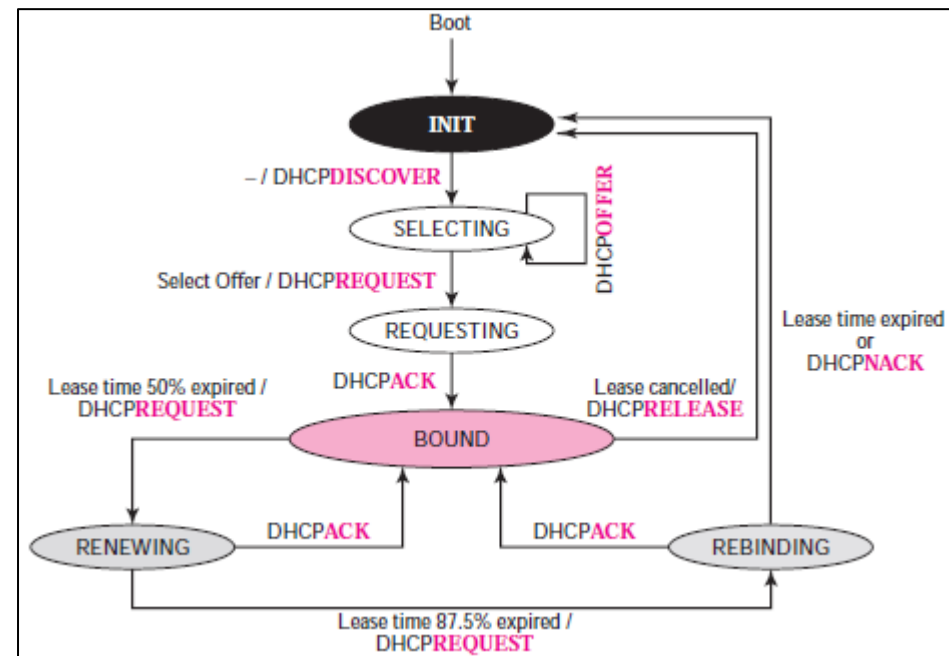 Boot
INIT
– / DHCPDISCOVER
SELECTING
DHCPOFFER
Select Offer / DHCPREQUEST
REQUESTING
Lease time expired
or
DHCPNACK
DHCPACK
Lease time 50% expired /
DHCPREQUEST
Lease cancelled/
DHCPRELEASE
BOUND
DHCPACK
DHCPACK
RENEWING
REBINDING
Lease time 87.5% expired /
DHCPREQUEST